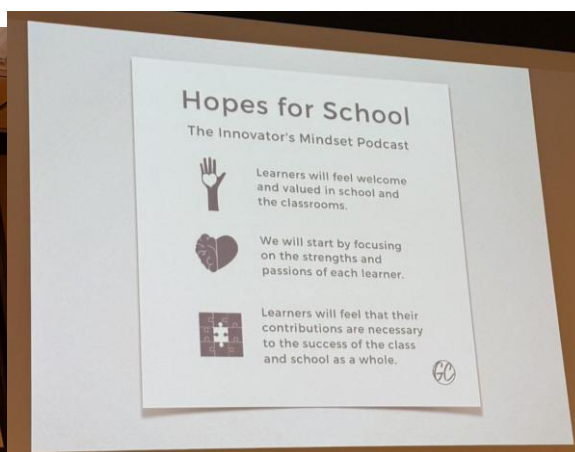 Hopes for School
The Innovator's Mindset Podcast
Learners will feel welcome
and valued in school and
the classrooms.
We will start by focusing
on the strengths and
passions of each learner.
Learners will feel that their
contributions are necessary
to the success of the class
and school as a whole.
GC